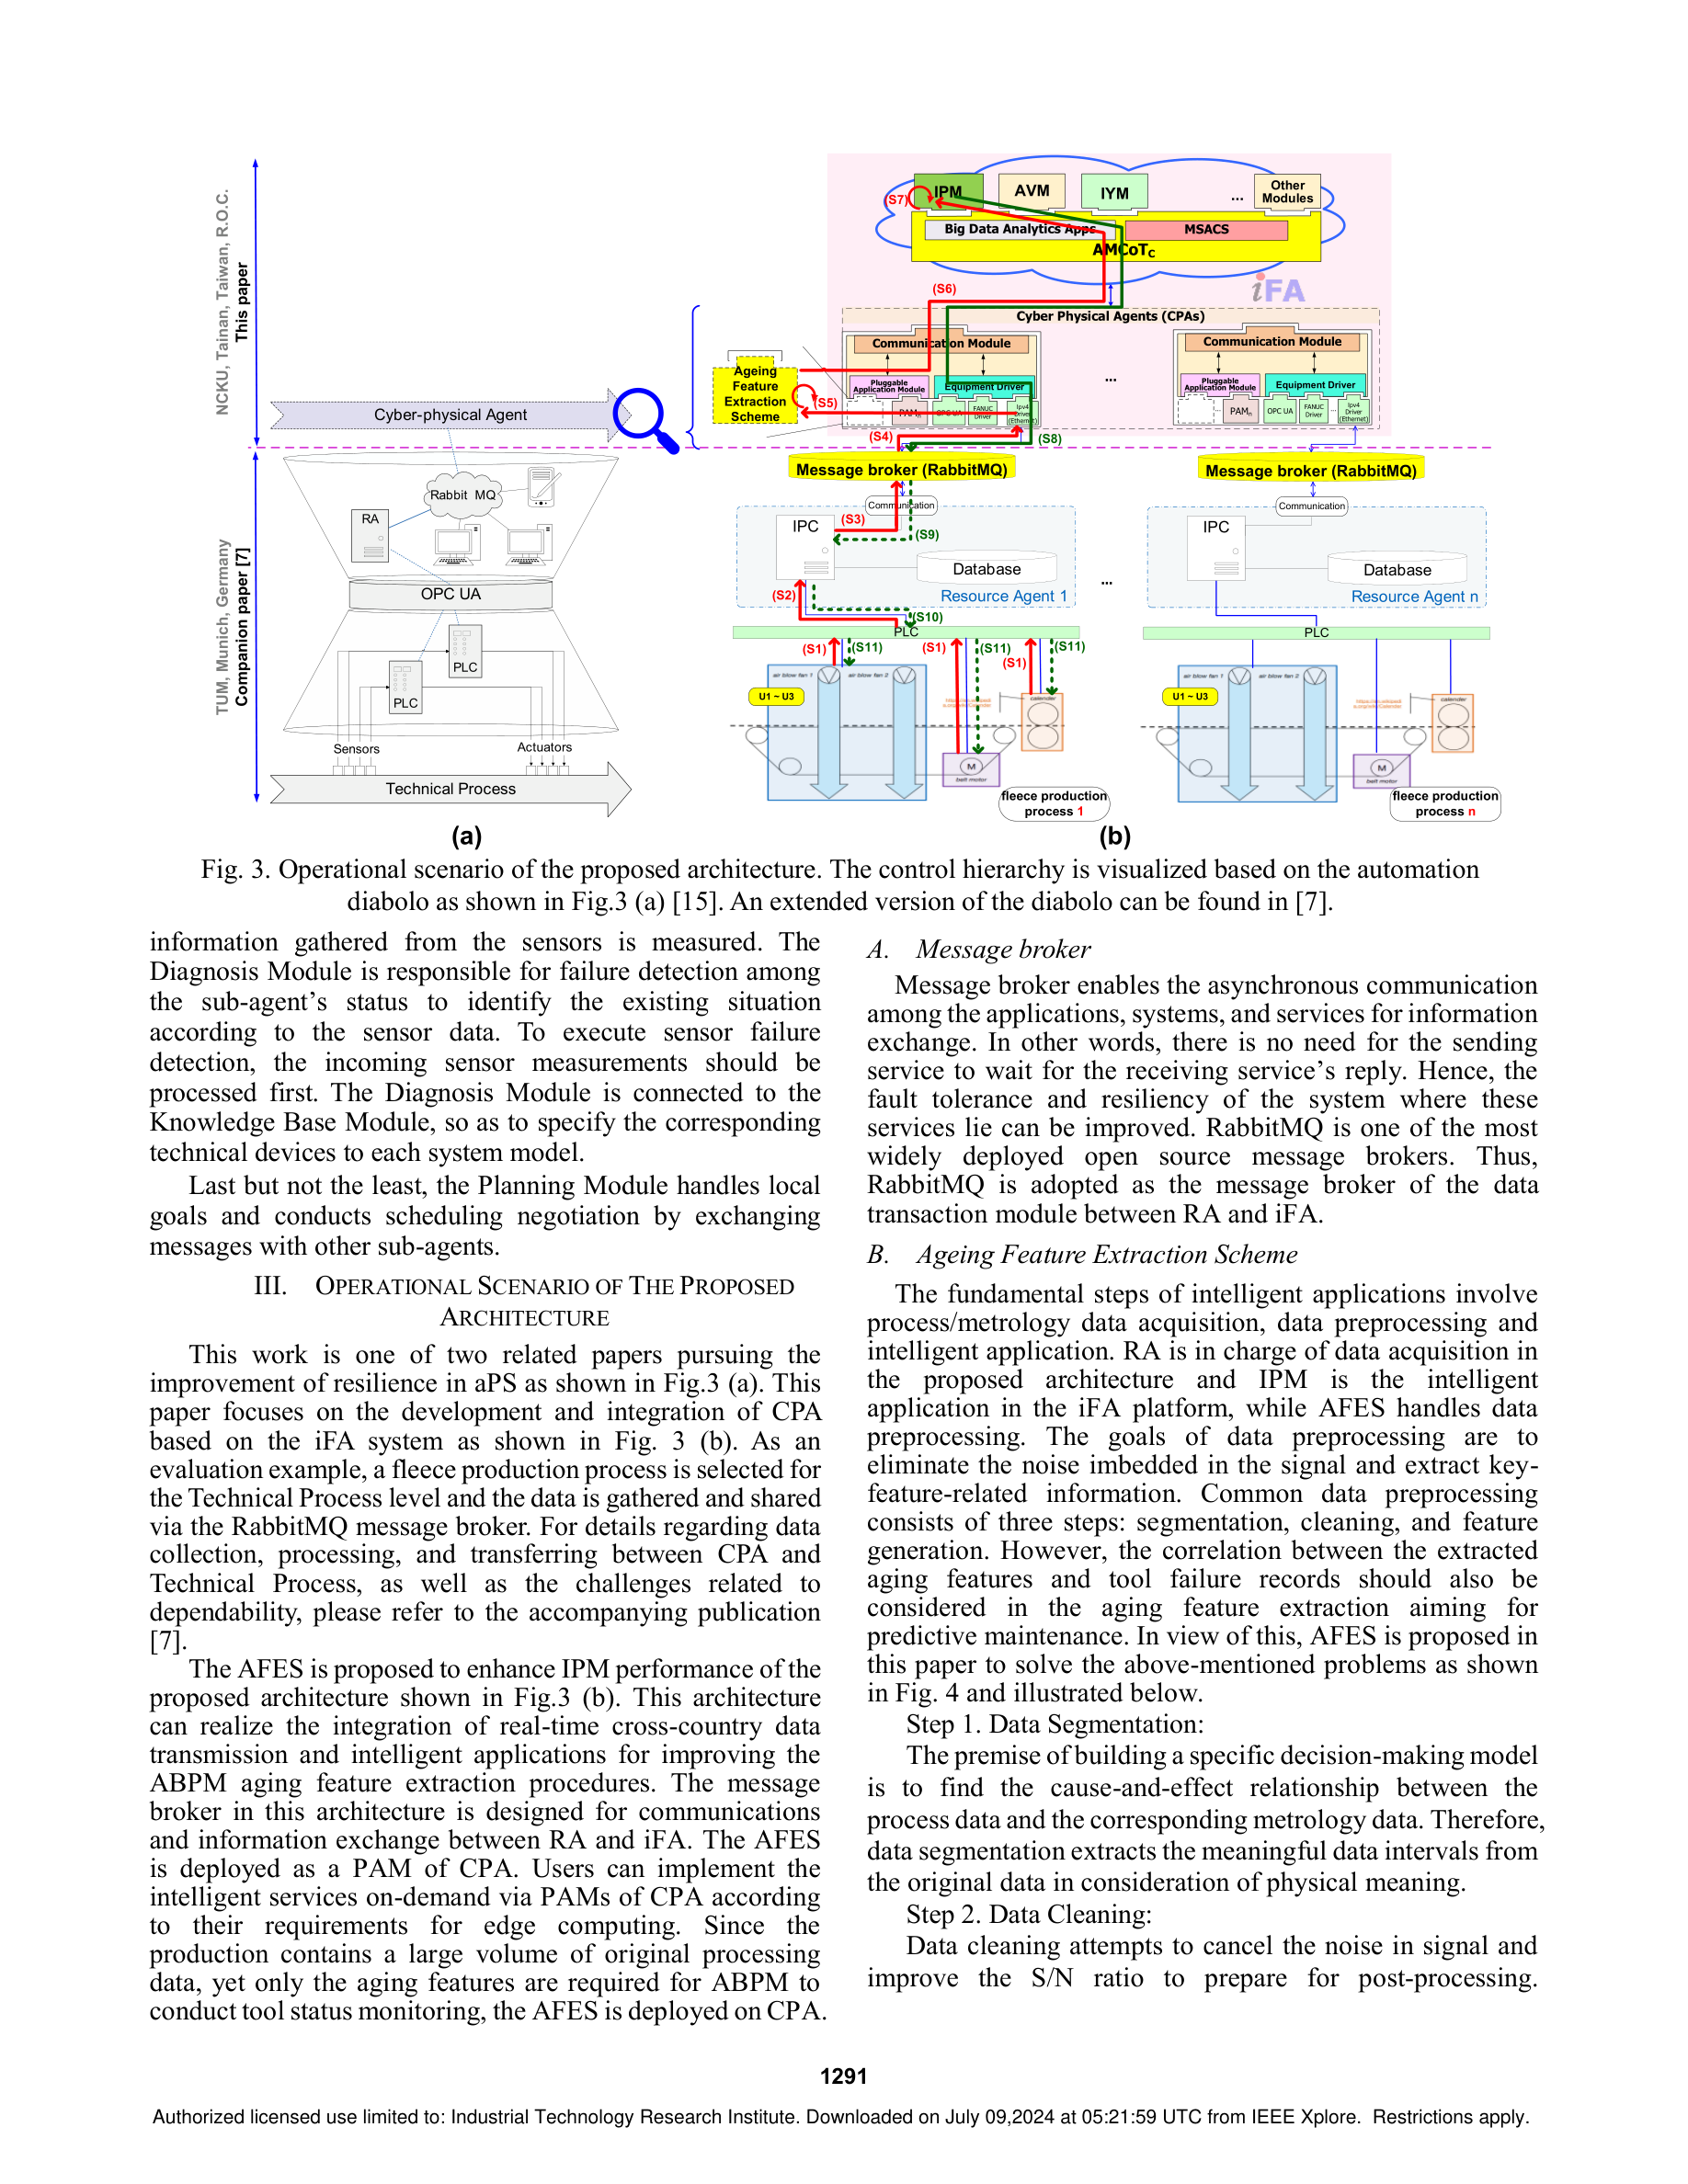 NCKU, Tainan, Taiwan, R.O.C.
This paper
TUM, Munich, Germany
Companion paper [7]
Cyber-physical Agent
Rabbit MQ
RA
OPC UA
PLC
PLC
Sensors
Actuators
Technical Process
(a)
IPM
AVM
IYM
...
Other
Modules
(S7)
Big Data Analytics Apps
MSACS
AMCoTC
iFA
(S6)
Cyber Physical Agents (CPAs)
Communication Module
Pluggable
Application Module
Equipment Driver
PAMn
OPC UA
FANUC
Driver
Ipv4
Driver
(Ethernet)
...
Communication Module
Pluggable
Application Module
Equipment Driver
PAMn
OPC UA
FANUC
Driver
...
Ipv4
Driver
(Ethernet)
Ageing
Feature
Extraction
Scheme
(S5)
(S4)
(S8)
Message broker (RabbitMQ)
Message broker (RabbitMQ)
Communication
IPC
(S3)
(S9)
Database
(S2)
Resource Agent 1
(S10)
PLC
...
Communication
IPC
Database
Resource Agent n
PLC
(S1)
(S11)
(S1)
(S11)
(S1)
(S11)
air blow fan 1
air blow fan 2
U1 ~ U3
calender
M
belt motor
fleece production
process 1
air blow fan 1
air blow fan 2
U1 ~ U3
calender
M
belt motor
fleece production
process n
(b)
Fig. 3. Operational scenario of the proposed architecture. The control hierarchy is visualized based on the automation
diabolo as shown in Fig.3 (a) [15]. An extended version of the diabolo can be found in [7].
information gathered from the sensors is measured. The
Diagnosis Module is responsible for failure detection among
the sub-agent’s status to identify the existing situation
according to the sensor data. To execute sensor failure
detection, the incoming sensor measurements should be
processed first. The Diagnosis Module is connected to the
Knowledge Base Module, so as to specify the corresponding
technical devices to each system model.
Last but not the least, the Planning Module handles local
goals and conducts scheduling negotiation by exchanging
messages with other sub-agents.
III. OPERATIONAL SCENARIO OF THE PROPOSED
ARCHITECTURE
This work is one of two related papers pursuing the
improvement of resilience in aPS as shown in Fig.3 (a). This
paper focuses on the development and integration of CPA
based on the iFA system as shown in Fig. 3 (b). As an
evaluation example, a fleece production process is selected for
the Technical Process level and the data is gathered and shared
via the RabbitMQ message broker. For details regarding data
collection, processing, and transferring between CPA and
Technical Process, as well as the challenges related to
dependability, please refer to the accompanying publication
[7].
The AFES is proposed to enhance IPM performance of the
proposed architecture shown in Fig.3 (b). This architecture
can realize the integration of real-time cross-country data
transmission and intelligent applications for improving the
ABPM aging feature extraction procedures. The message
broker in this architecture is designed for communications
and information exchange between RA and iFA. The AFES
is deployed as a PAM of CPA. Users can implement the
intelligent services on-demand via PAMs of CPA according
to their requirements for edge computing. Since the
production contains a large volume of original processing
data, yet only the aging features are required for ABPM to
conduct tool status monitoring, the AFES is deployed on CPA.
A. Message broker
Message broker enables the asynchronous communication
among the applications, systems, and services for information
exchange. In other words, there is no need for the sending
service to wait for the receiving service’s reply. Hence, the
fault tolerance and resiliency of the system where these
services lie can be improved. RabbitMQ is one of the most
widely deployed open source message brokers. Thus,
RabbitMQ is adopted as the message broker of the data
transaction module between RA and iFA.
B. Ageing Feature Extraction Scheme
The fundamental steps of intelligent applications involve
process/metrology data acquisition, data preprocessing and
intelligent application. RA is in charge of data acquisition in
the proposed architecture and IPM is the intelligent
application in the iFA platform, while AFES handles data
preprocessing. The goals of data preprocessing are to
eliminate the noise imbedded in the signal and extract key-
feature-related information. Common data preprocessing
consists of three steps: segmentation, cleaning, and feature
generation. However, the correlation between the extracted
aging features and tool failure records should also be
considered in the aging feature extraction aiming for
predictive maintenance. In view of this, AFES is proposed in
this paper to solve the above-mentioned problems as shown
in Fig. 4 and illustrated below.
Step 1. Data Segmentation:
The premise of building a specific decision-making model
is to find the cause-and-effect relationship between the
process data and the corresponding metrology data. Therefore,
data segmentation extracts the meaningful data intervals from
the original data in consideration of physical meaning.
Step 2. Data Cleaning:
Data cleaning attempts to cancel the noise in signal and
improve the S/N ratio to prepare for post-processing.
1291
Authorized licensed use limited to: Industrial Technology Research Institute. Downloaded on July 09,2024 at 05:21:59 UTC from IEEE Xplore. Restrictions apply.